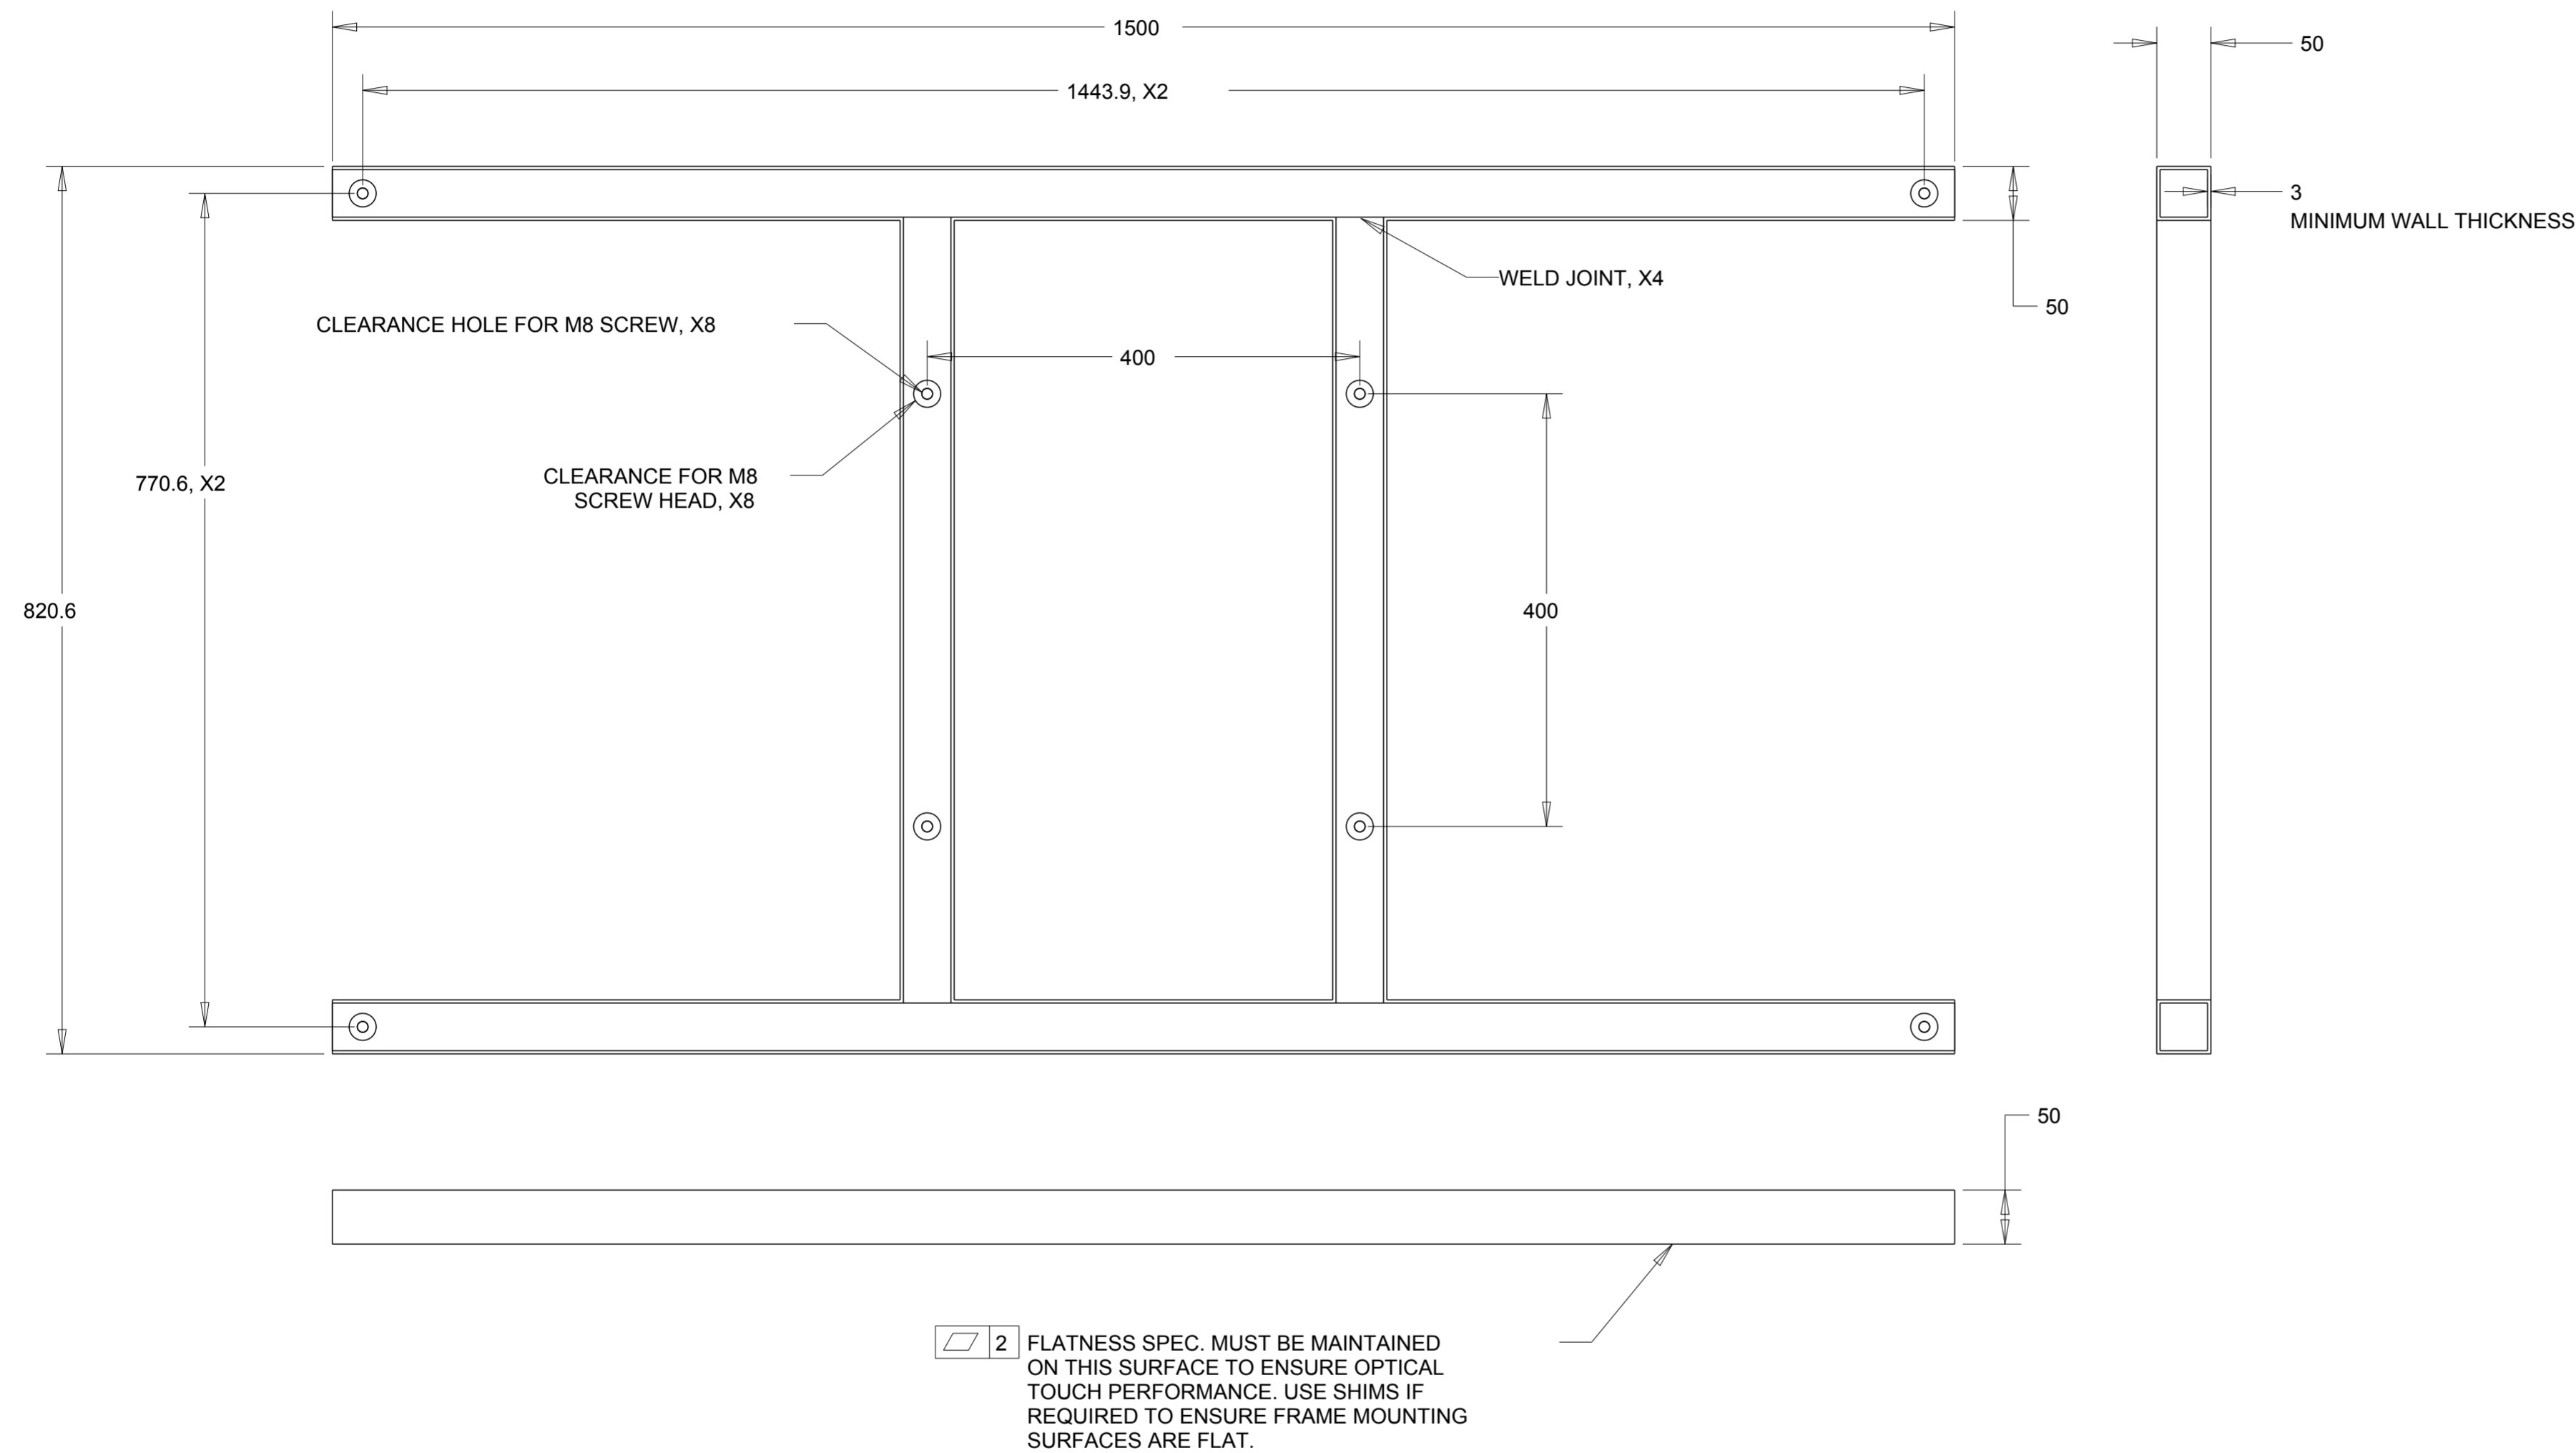 1500
50
1443.9, X2
3
MINIMUM WALL THICKNESS
WELD JOINT, X4
50
CLEARANCE HOLE FOR M8 SCREW, X8
400
CLEARANCE FOR M8
SCREW HEAD, X8
770.6, X2
820.6
400
50
2
FLATNESS SPEC. MUST BE MAINTAINED
ON THIS SURFACE TO ENSURE OPTICAL
TOUCH PERFORMANCE. USE SHIMS IF
REQUIRED TO ENSURE FRAME MOUNTING
SURFACES ARE FLAT.